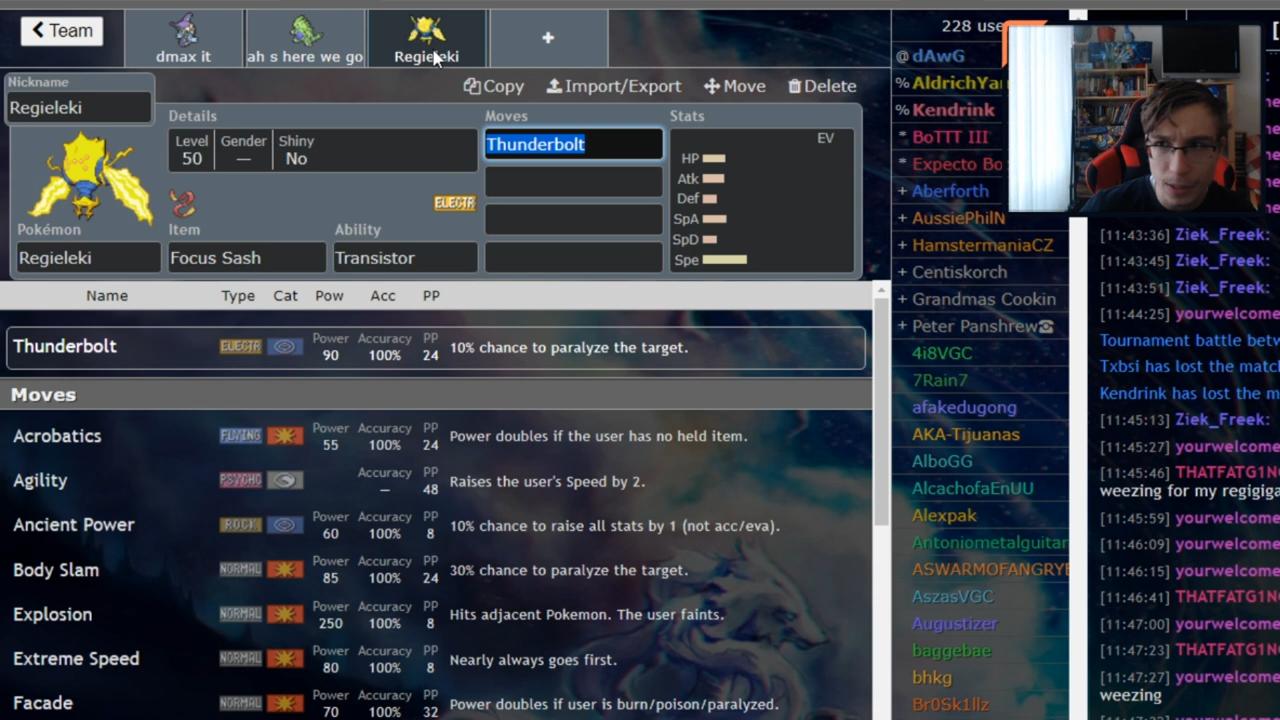 Team
dmax it
ah s here we go
Regieleki
+
Nickname
Regieleki
Copy
Import/Export
Move
Delete
Details
Level
50
Gender
—
Shiny
No
ELECTR
Pokémon
Regieleki
Item
Focus Sash
Ability
Transistor
Moves
Thunderbolt
Stats
EV
HP
Atk
Def
SpA
SpD
Spe
Name Type Cat Pow Acc PP
Thunderbolt ELECTR Power 90 Accuracy 100% PP 24 10% chance to paralyze the target.
Moves
Acrobatics FLYING Power 55 Accuracy 100% PP 24 Power doubles if the user has no held item.
Agility PSYCHC Accuracy — PP 48 Raises the user's Speed by 2.
Ancient Power ROCK Power 60 Accuracy 100% PP 8 10% chance to raise all stats by 1 (not acc/eva).
Body Slam NORMAL Power 85 Accuracy 100% PP 24 30% chance to paralyze the target.
Explosion NORMAL Power 250 Accuracy 100% PP 8 Hits adjacent Pokemon. The user faints.
Extreme Speed NORMAL Power 80 Accuracy 100% PP 8 Nearly always goes first.
Facade NORMAL Power 70 Accuracy 100% PP 32 Power doubles if user is burn/poison/paralyzed.
228 use
@ dAwG
% AldrichYa
% Kendrink
* BoTTT III
* Expecto Bo
+ Aberforth
+ AussiePhilN
+ HamstermaniaCZ
+ Centiskorch
+ Grandmas Cookin
+ Peter Panshrew☎
4i8VGC
7Rain7
afakedugong
AKA-Tijuanas
AlboGG
AlcachofaEnUU
Alexpak
Antoniometalguitar
ASWARMOFANGRYB
AszasVGC
Augustizer
baggebae
bhkg
Br0Sk1llz
[11:43:36] Ziek_Freek:
[11:43:45] Ziek_Freek:
[11:43:51] Ziek_Freek:
[11:44:25] yourwelcome
Tournament battle betw
Txbsi has lost the matc
Kendrink has lost the m
[11:45:13] Ziek_Freek:
[11:45:27] yourwelcome
[11:45:46] THATFATG1N
weezing for my regigiga
[11:45:59] yourwelcome
[11:46:09] yourwelcome
[11:46:15] yourwelcome
[11:46:41] THATFATG1N
[11:47:00] yourwelcome
[11:47:23] THATFATG1N
[11:47:27] yourwelcome
weezing